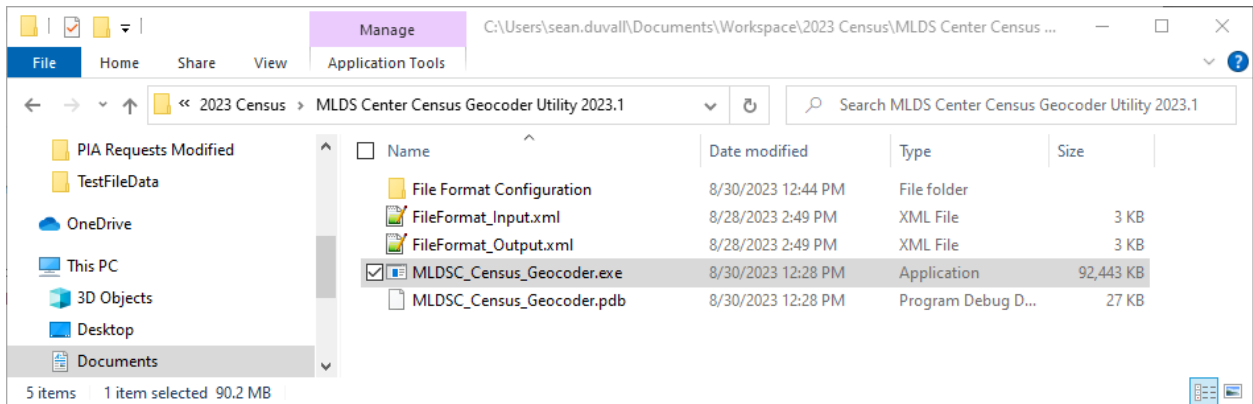 Manage C:\Users\sean.duvall\Documents\Workspace\2023 Census\MLDS Center Census ...
File Home Share View Application Tools
« 2023 Census > MLDS Center Census Geocoder Utility 2023.1 Search MLDS Center Census Geocoder Utility 2023.1
PIA Requests Modified
TestFileData
OneDrive
This PC
3D Objects
Desktop
Documents
Name Date modified Type Size
File Format Configuration 8/30/2023 12:44 PM File folder
FileFormat_Input.xml 8/28/2023 2:49 PM XML File 3 KB
FileFormat_Output.xml 8/28/2023 2:49 PM XML File 3 KB
MLDSC_Census_Geocoder.exe 8/30/2023 12:28 PM Application 92,443 KB
MLDSC_Census_Geocoder.pdb 8/30/2023 12:28 PM Program Debug D... 27 KB
5 items 1 item selected 90.2 MB